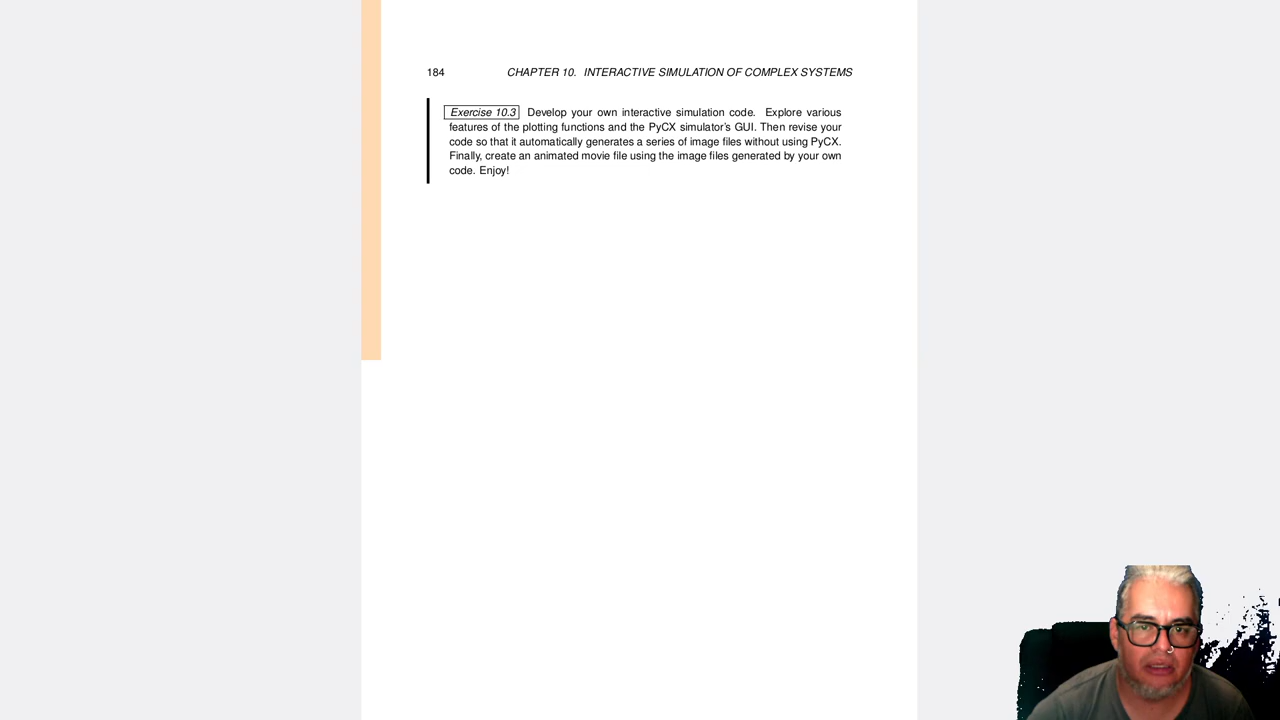 184 CHAPTER 10. INTERACTIVE SIMULATION OF COMPLEX SYSTEMS
Exercise 10.3 Develop your own interactive simulation code. Explore various
features of the plotting functions and the PyCX simulator's GUI. Then revise your
code so that it automatically generates a series of image files without using PyCX.
Finally, create an animated movie file using the image files generated by your own
code. Enjoy!